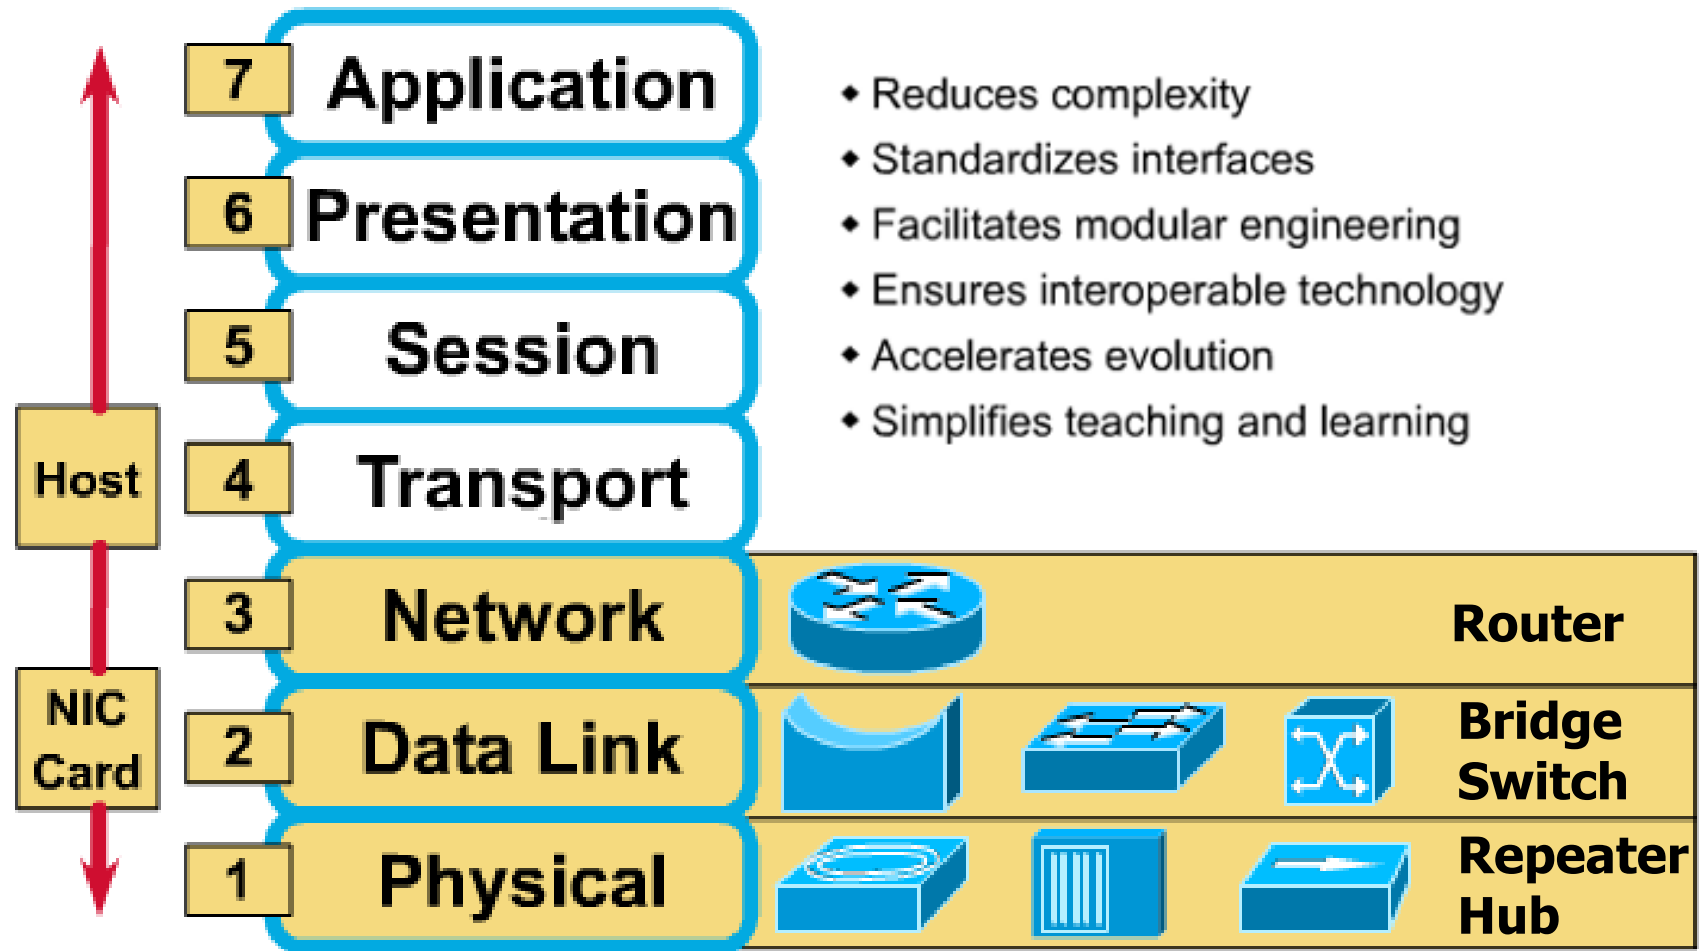 7
Application
6
Presentation
5
Session
4
Transport
3
Network
2
Data Link
1
Physical
Host
NIC
Card
◆ Reduces complexity
◆ Standardizes interfaces
◆ Facilitates modular engineering
◆ Ensures interoperable technology
◆ Accelerates evolution
◆ Simplifies teaching and learning
Router
Bridge
Switch
Repeater
Hub